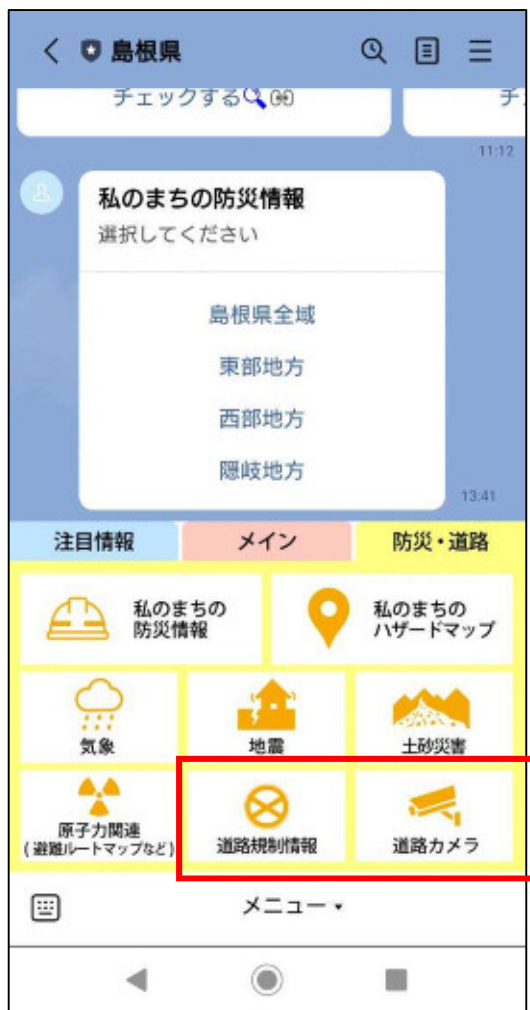 島根県
チェックする
チ
11:12
私のまちの防災情報
選択してください
島根県全域
東部地方
西部地方
隠岐地方
13:41
注目情報
メイン
防災・道路
私のまちの
防災情報
私のまちの
ハザードマップ
気象
地震
土砂災害
原子力関連
(避難ルートマップなど)
道路規制情報
道路カメラ
メニュー